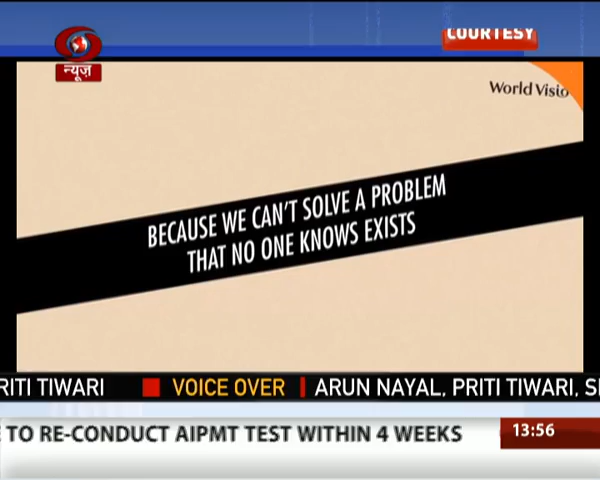 COURTESY
न्यूज़
World Visio
BECAUSE WE CAN'T SOLVE A PROBLEM
THAT NO ONE KNOWS EXISTS
RITI TIWARI VOICE OVER ARUN NAYAL, PRITI TIWARI, S
TO RE-CONDUCT AIPMT TEST WITHIN 4 WEEKS
13:56